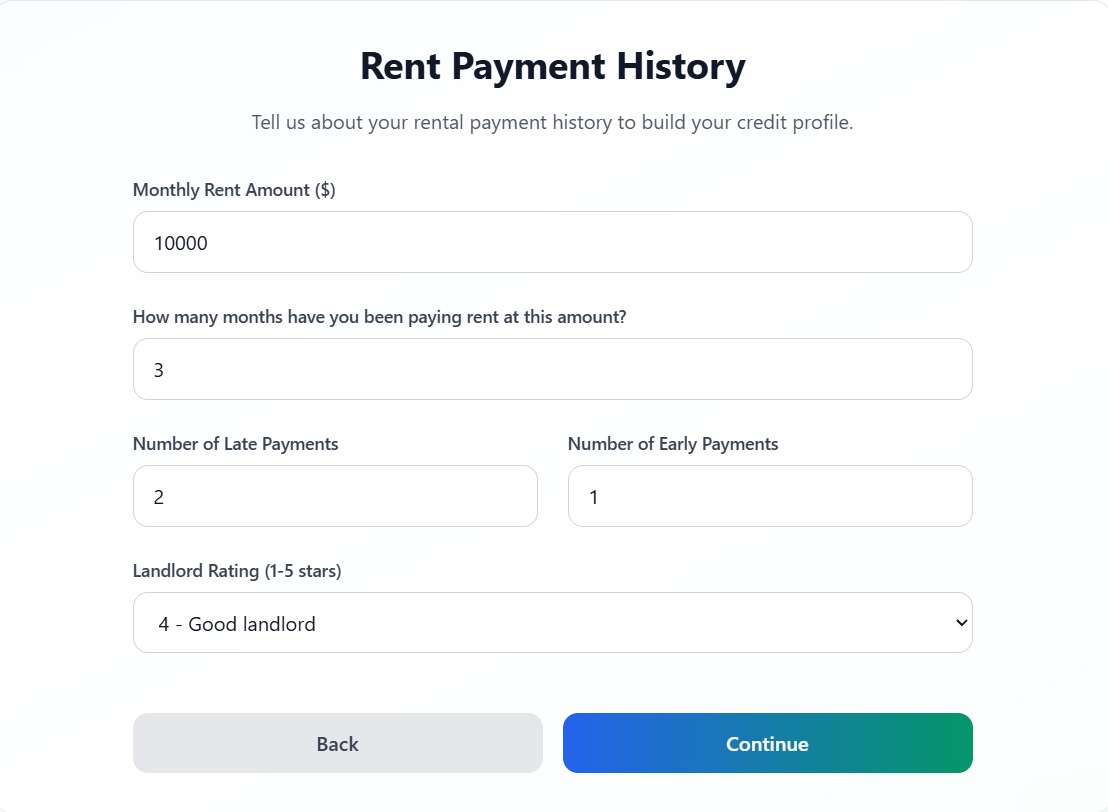 Rent Payment History
Tell us about your rental payment history to build your credit profile.
Monthly Rent Amount ($)
10000
How many months have you been paying rent at this amount?
3
Number of Late Payments
2
Number of Early Payments
1
Landlord Rating (1-5 stars)
4 - Good landlord
Back
Continue